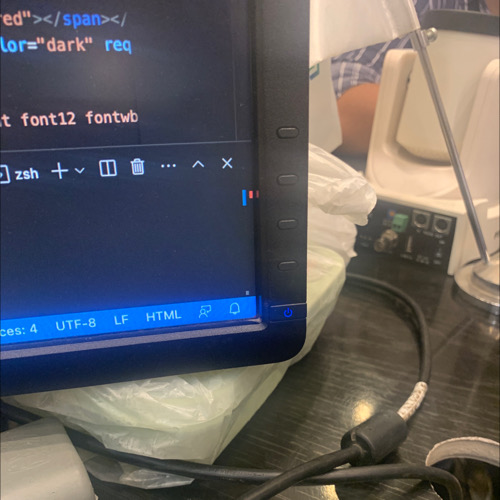 red"></span></
lor="dark" req
t font12 fontwb
zsh
ces: 4 UTF-8 LF HTML